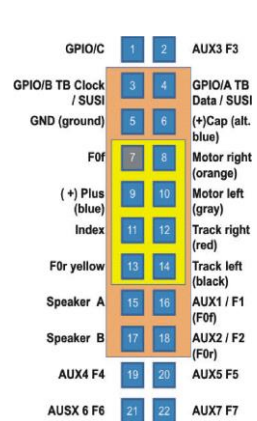 GPIO/C 1 2 AUX3 F3
GPIO/B TB Clock 3 4 GPIO/A TB
/ SUSI Data / SUSI
GND (ground) 5 6 (+)Cap (alt.
blue)
F0f 7 8 Motor right
(orange)
( +) Plus 9 10 Motor left
(blue) (gray)
Index 11 12 Track right
(red)
F0r yellow 13 14 Track left
(black)
Speaker A 15 16 AUX1 / F1
(F0f)
Speaker B 17 18 AUX2 / F2
(F0r)
AUX4 F4 19 20 AUX5 F5
AUSX 6 F6 21 22 AUX7 F7